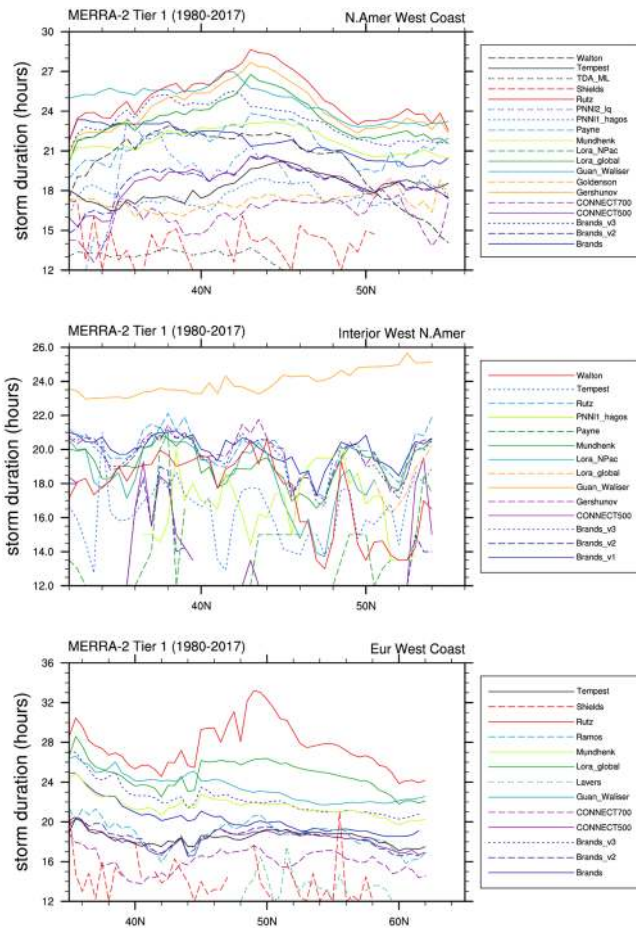 MERRA-2 Tier 1 (1980-2017) N.Amer West Coast
storm duration (hours)
30
27
24
21
18
15
12
40N
50N
Walton
Tempest
TDA_ML
Shields
Rutz
PNNl2_lq
PNNl1_hagos
Payne
Mundhenk
Lora_NPac
Lora_global
Guan_Waliser
Goldenson
Gershunov
CONNECT700
CONNECT500
Brands_v3
Brands_v2
Brands
MERRA-2 Tier 1 (1980-2017) Interior West N.Amer
storm duration (hours)
26.0
24.0
22.0
20.0
18.0
16.0
14.0
12.0
40N
50N
Walton
Tempest
Rutz
PNNl1_hagos
Payne
Mundhenk
Lora_NPac
Lora_global
Guan_Waliser
Gershunov
CONNECT500
Brands_v3
Brands_v2
Brands_v1
MERRA-2 Tier 1 (1980-2017) Eur West Coast
storm duration (hours)
36
32
28
24
20
16
12
40N
50N
60N
Tempest
Shields
Rutz
Ramos
Mundhenk
Lora_global
Lavers
Guan_Waliser
CONNECT700
CONNECT500
Brands_v3
Brands_v2
Brands